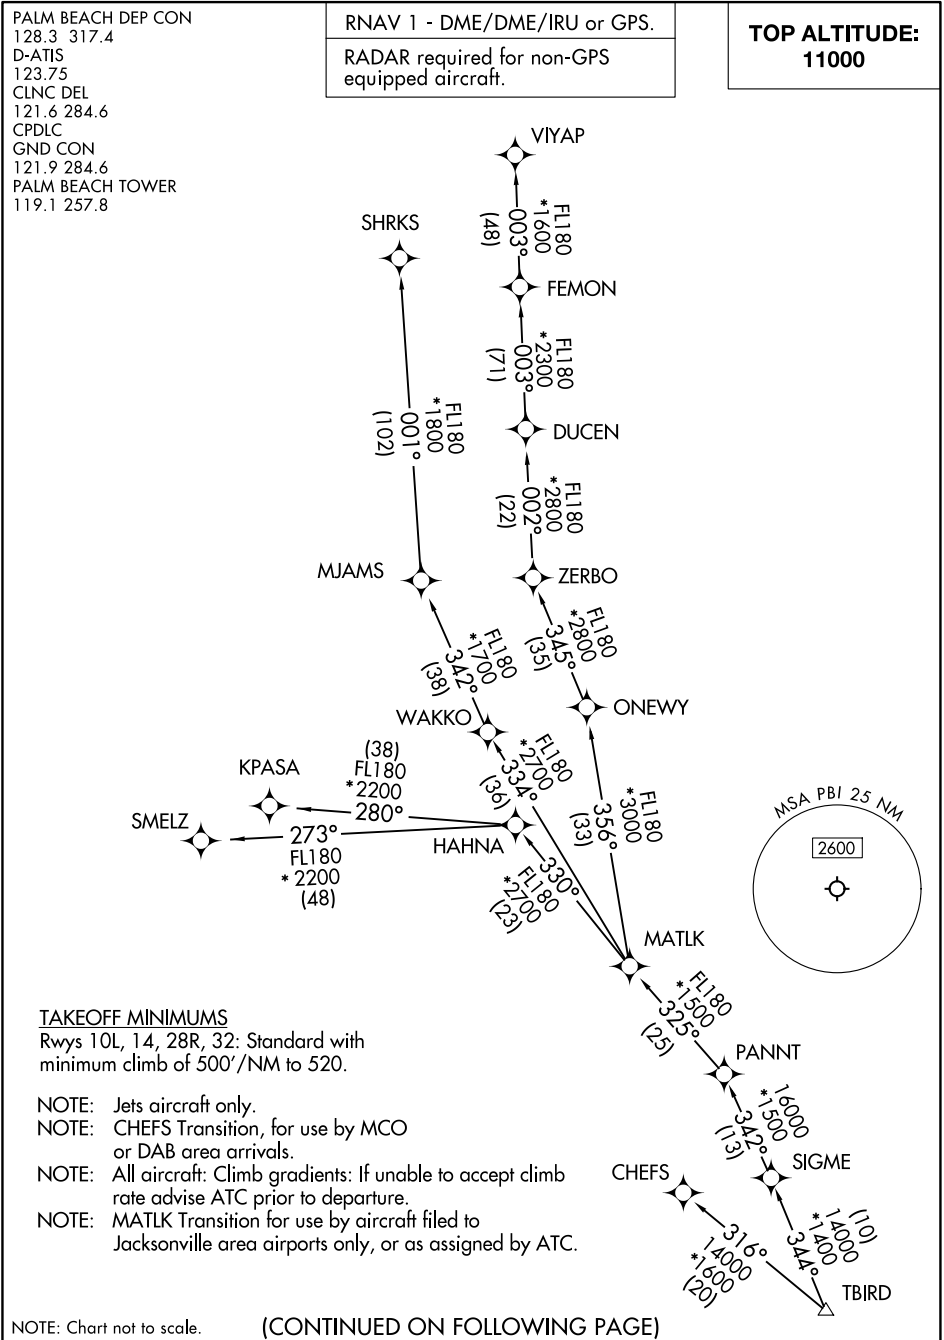 PALM BEACH DEP CON
128.3 317.4
D-ATIS
123.75
CLNC DEL
121.6 284.6
CPDLC
GND CON
121.9 284.6
PALM BEACH TOWER
119.1 257.8
RNAV 1 - DME/DME/IRU or GPS.
RADAR required for non-GPS
equipped aircraft.
TOP ALTITUDE:
11000
VIYAP
FL180
*1600
003°
(48)
SHRKS
FEMON
FL180
*2300
003°
(71)
FL180
*1800
001°
(102)
DUCEN
FL180
*2800
002°
(22)
MJAMS
ZERBO
FL180
*2800
345°
(35)
FL180
*1700
342°
(38)
ONEWY
WAKKO
FL180
*2700
334°
(36)
FL180
*3000
356°
(33)
(38)
FL180
*2200
280°
KPASA
SMELZ
273°
FL180
*2200
(48)
HAHNA
330°
FL180
*2700
(23)
MSA PBI 25 NM
2600
MATLK
FL180
*1500
325°
(25)
PANNT
16000
*1500
342°
(13)
SIGME
CHEFS
(10)
14000
*1400
344°
316°
14000
*1600
(20)
TBIRD
TAKEOFF MINIMUMS
Rwys 10L, 14, 28R, 32: Standard with
minimum climb of 500'/NM to 520.
NOTE: Jets aircraft only.
NOTE: CHEFS Transition, for use by MCO
or DAB area arrivals.
NOTE: All aircraft: Climb gradients: If unable to accept climb
rate advise ATC prior to departure.
NOTE: MATLK Transition for use by aircraft filed to
Jacksonville area airports only, or as assigned by ATC.
NOTE: Chart not to scale.
(CONTINUED ON FOLLOWING PAGE)